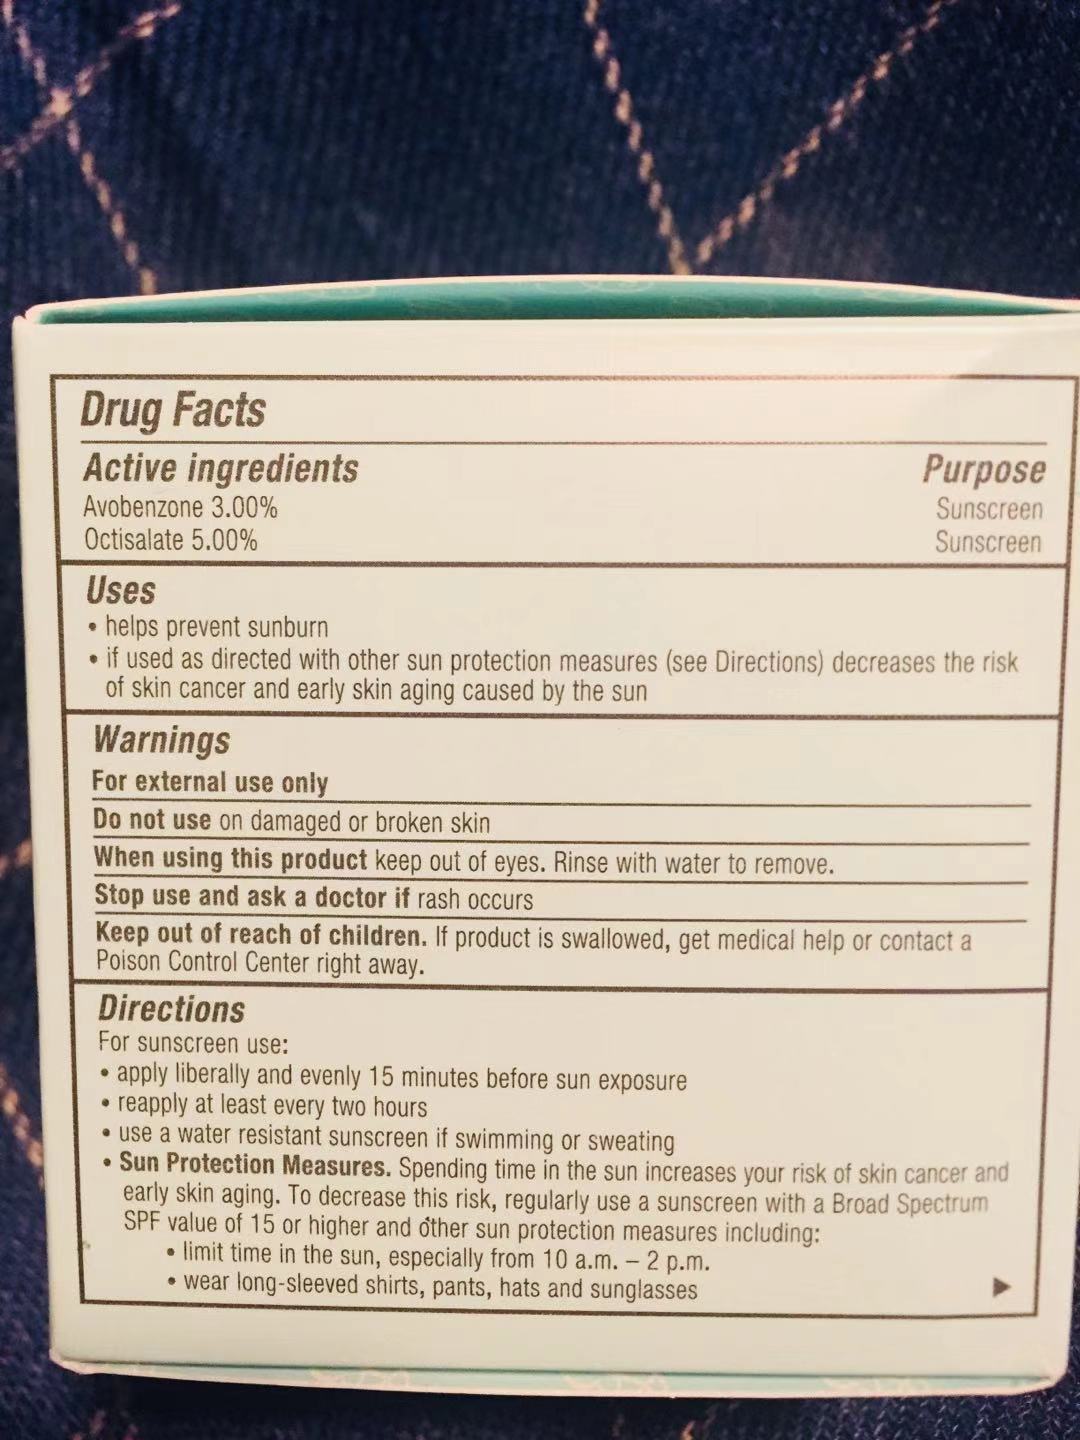 Drug Facts
Active ingredients Purpose
Avobenzone 3.00% Sunscreen
Octisalate 5.00% Sunscreen
Uses
• helps prevent sunburn
• if used as directed with other sun protection measures (see Directions) decreases the risk
of skin cancer and early skin aging caused by the sun
Warnings
For external use only
Do not use on damaged or broken skin
When using this product keep out of eyes. Rinse with water to remove.
Stop use and ask a doctor if rash occurs
Keep out of reach of children. If product is swallowed, get medical help or contact a
Poison Control Center right away.
Directions
For sunscreen use:
• apply liberally and evenly 15 minutes before sun exposure
• reapply at least every two hours
• use a water resistant sunscreen if swimming or sweating
• Sun Protection Measures. Spending time in the sun increases your risk of skin cancer and
early skin aging. To decrease this risk, regularly use a sunscreen with a Broad Spectrum
SPF value of 15 or higher and other sun protection measures including:
• limit time in the sun, especially from 10 a.m. – 2 p.m.
• wear long-sleeved shirts, pants, hats and sunglasses